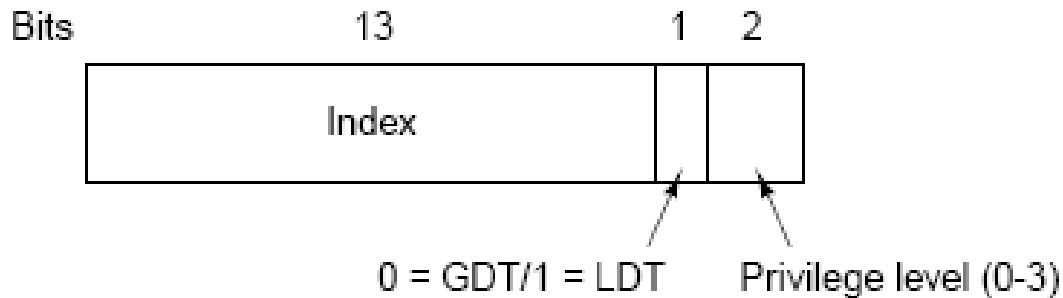 Bits 13 1 2
Index
0 = GDT/1 = LDT Privilege level (0-3)